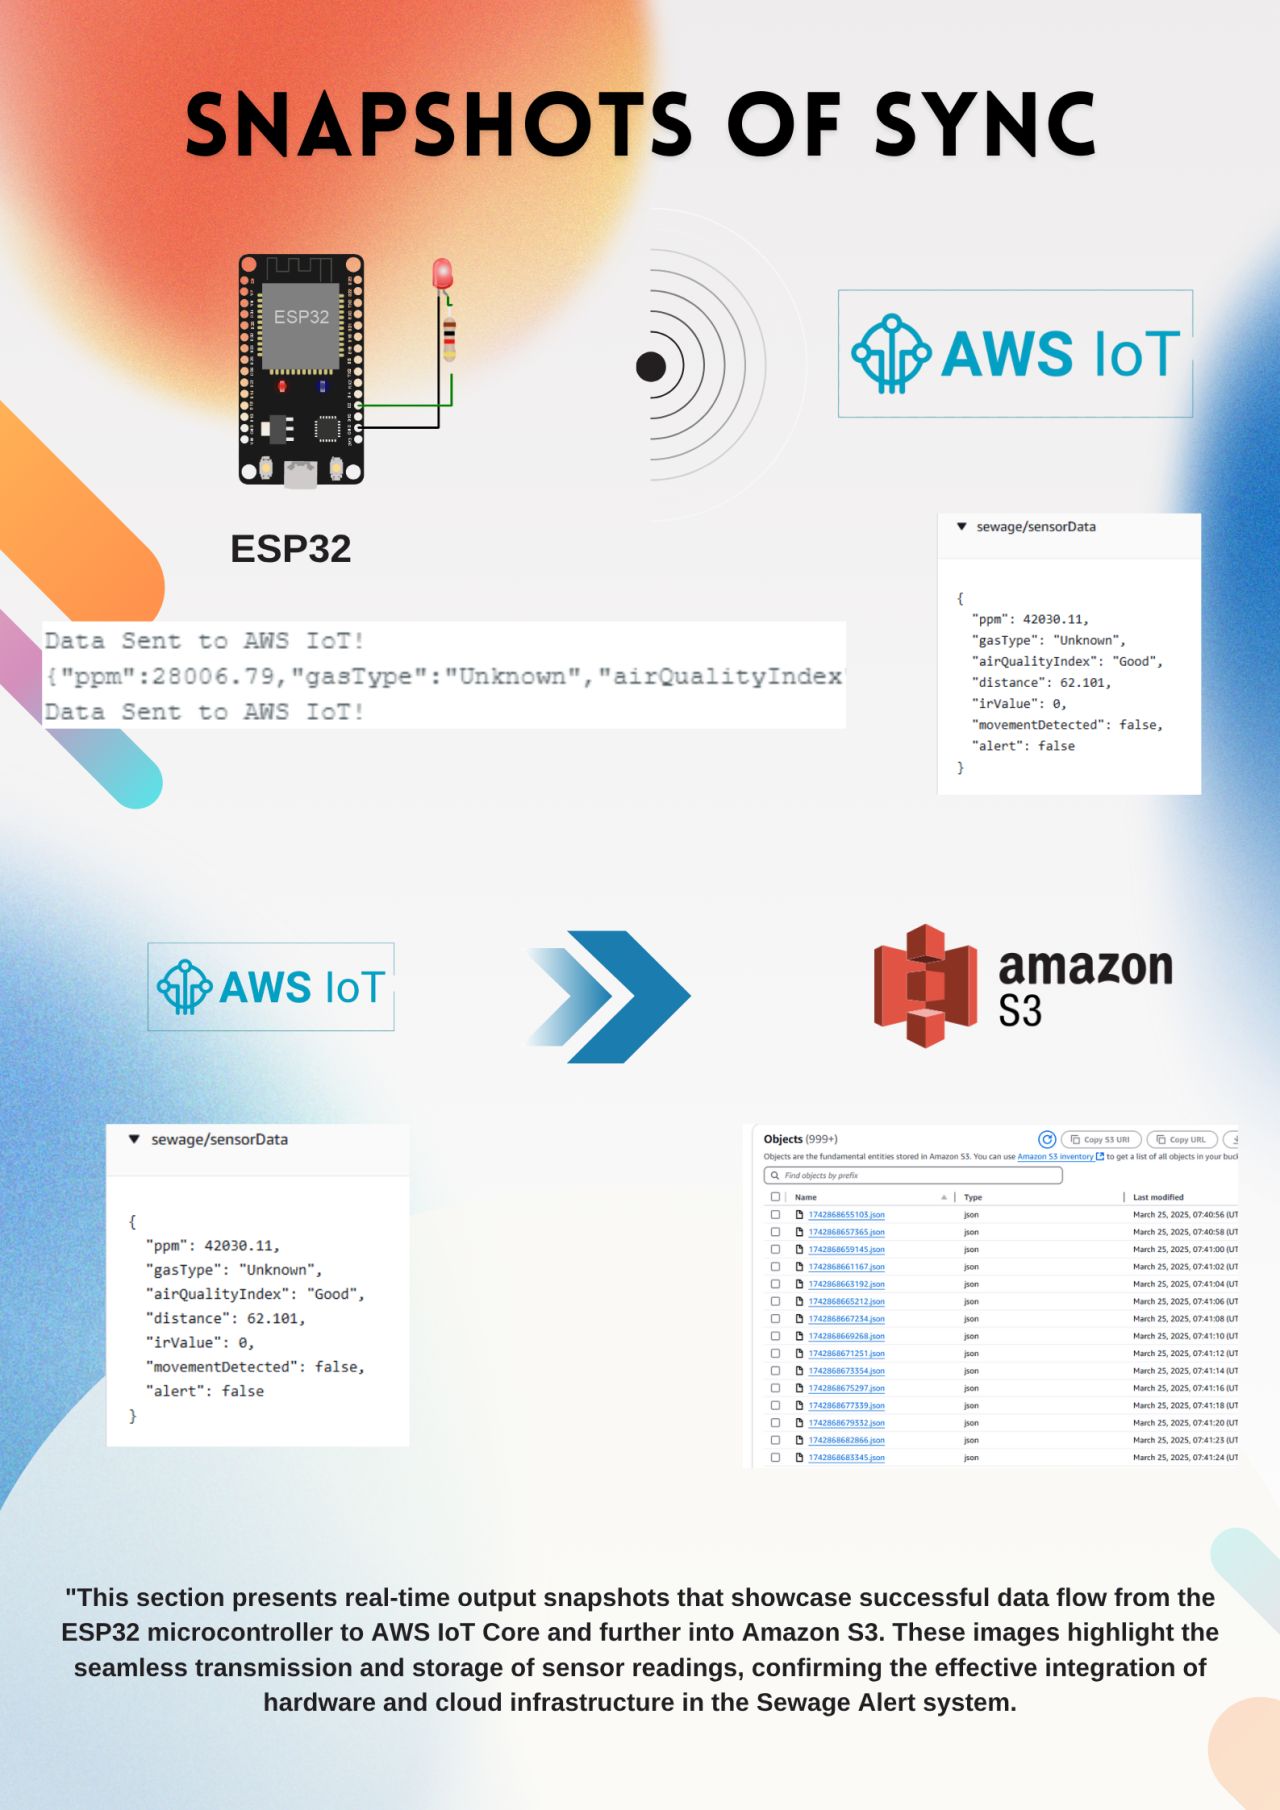 SNAPSHOTS OF SYNC
ESP32
AWS IoT
ESP32
sewage/sensorData
{
"ppm": 42030.11,
"gasType": "Unknown",
"airQualityIndex": "Good",
"distance": 62.101,
"irValue": 0,
"movementDetected": false,
"alert": false
}
Data Sent to AWS IoT!
{"ppm":28006.79,"gasType":"Unknown","airQualityIndex"
Data Sent to AWS IoT!
AWS IoT
amazon
S3
sewage/sensorData
{
"ppm": 42030.11,
"gasType": "Unknown",
"airQualityIndex": "Good",
"distance": 62.101,
"irValue": 0,
"movementDetected": false,
"alert": false
}
Objects (999+)
Copy S3 URI
Copy URL
Objects are the fundamental entities stored in Amazon S3. You can use Amazon S3 inventory to get a list of all objects in your buc
Find objects by prefix
Name Type Last modified
1742868655103.json json March 25, 2025, 07:40:56 (UT
1742868657365.json json March 25, 2025, 07:40:58 (UT
1742868659145.json json March 25, 2025, 07:41:00 (UT
1742868661167.json json March 25, 2025, 07:41:02 (UT
1742868663192.json json March 25, 2025, 07:41:04 (UT
1742868665212.json json March 25, 2025, 07:41:06 (UT
1742868667234.json json March 25, 2025, 07:41:08 (UT
1742868669268.json json March 25, 2025, 07:41:10 (UT
1742868671251.json json March 25, 2025, 07:41:12 (UT
1742868673354.json json March 25, 2025, 07:41:14 (UT
1742868675297.json json March 25, 2025, 07:41:16 (UT
1742868677339.json json March 25, 2025, 07:41:18 (UT
1742868679332.json json March 25, 2025, 07:41:20 (UT
1742868682866.json json March 25, 2025, 07:41:23 (UT
1742868683345.json json March 25, 2025, 07:41:24 (UT
"This section presents real-time output snapshots that showcase successful data flow from the
ESP32 microcontroller to AWS IoT Core and further into Amazon S3. These images highlight the
seamless transmission and storage of sensor readings, confirming the effective integration of
hardware and cloud infrastructure in the Sewage Alert system.